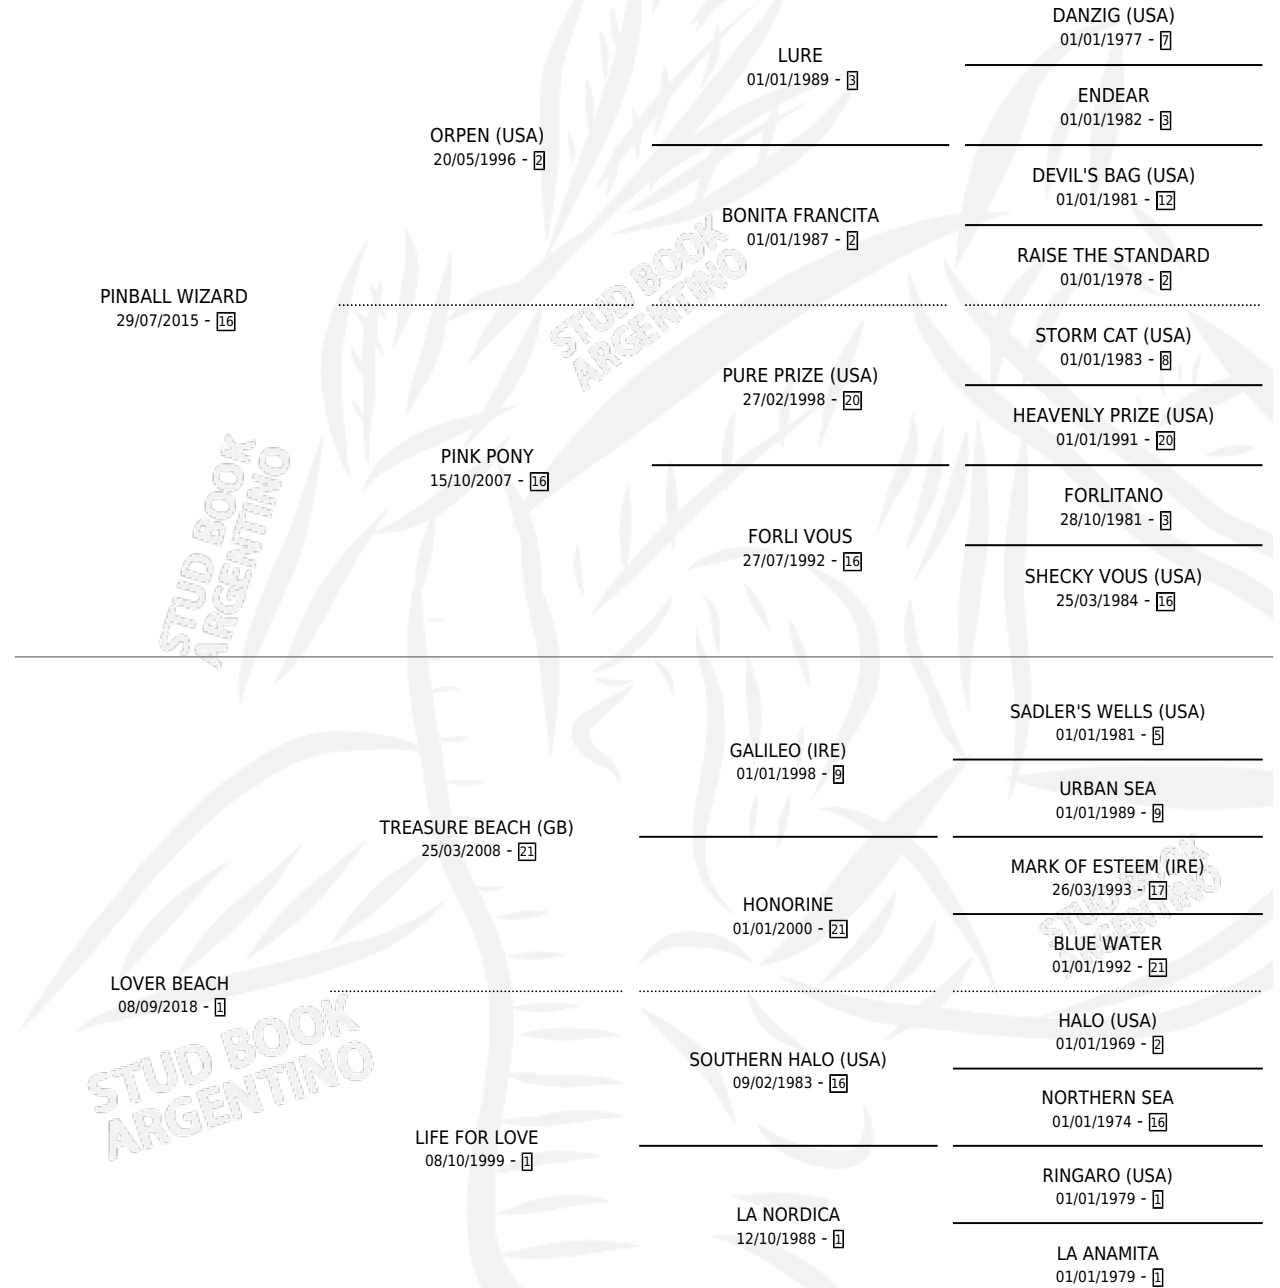 DANZIG (USA)
01/01/1977 - 7
LURE
01/01/1989 - 3
ENDEAR
01/01/1982 - 3
ORPEN (USA)
20/05/1996 - 2
DEVIL'S BAG (USA)
01/01/1981 - 12
BONITA FRANCITA
01/01/1987 - 2
RAISE THE STANDARD
01/01/1978 - 2
PINBALL WIZARD
29/07/2015 - 16
STUD BOOK
ARGENTINO
STORM CAT (USA)
01/01/1983 - 8
PURE PRIZE (USA)
27/02/1998 - 20
HEAVENLY PRIZE (USA)
01/01/1991 - 20
PINK PONY
15/10/2007 - 16
FORLITANO
28/10/1981 - 3
FORLI VOUS
27/07/1992 - 16
SHECKY VOUS (USA)
25/03/1984 - 16
STUD BOOK
ARGENTINO
SADLER'S WELLS (USA)
01/01/1981 - 5
GALILEO (IRE)
01/01/1998 - 9
URBAN SEA
01/01/1989 - 9
TREASURE BEACH (GB)
25/03/2008 - 21
MARK OF ESTEEM (IRE)
26/03/1993 - 17
STUD BOOK
ARGENTINO
HONORINE
01/01/2000 - 21
BLUE WATER
01/01/1992 - 21
LOVER BEACH
08/09/2018 - 1
STUD BOOK
ARGENTINO
HALO (USA)
01/01/1969 - 2
SOUTHERN HALO (USA)
09/02/1983 - 16
NORTHERN SEA
01/01/1974 - 16
LIFE FOR LOVE
08/10/1999 - 1
RINGARO (USA)
01/01/1979 - 1
LA NORDICA
12/10/1988 - 1
LA ANAMITA
01/01/1979 - 1